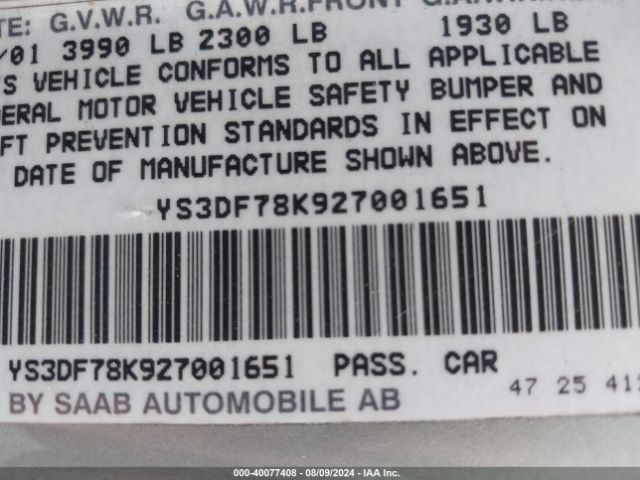 TE: G.V.W.R. G.A.W.R.FRONT
/01 3990 LB 2300 LB 1930 LB
S VEHICLE CONFORMS TO ALL APPLICABLE
ERAL MOTOR VEHICLE SAFETY BUMPER AND
FT PREVENTION STANDARDS IN EFFECT ON
DATE OF MANUFACTURE SHOWN ABOVE.
YS3DF78K927001651
YS3DF78K927001651 PASS. CAR
BY SAAB AUTOMOBILE AB 47 25 41
000-40077408 - 08/09/2024 - IAA Inc.